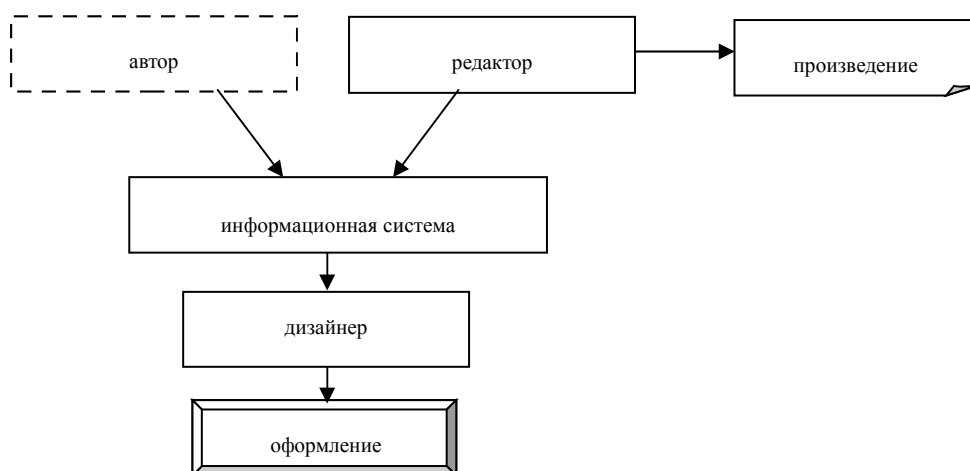 автор
редактор
произведение
информационная система
дизайнер
оформление